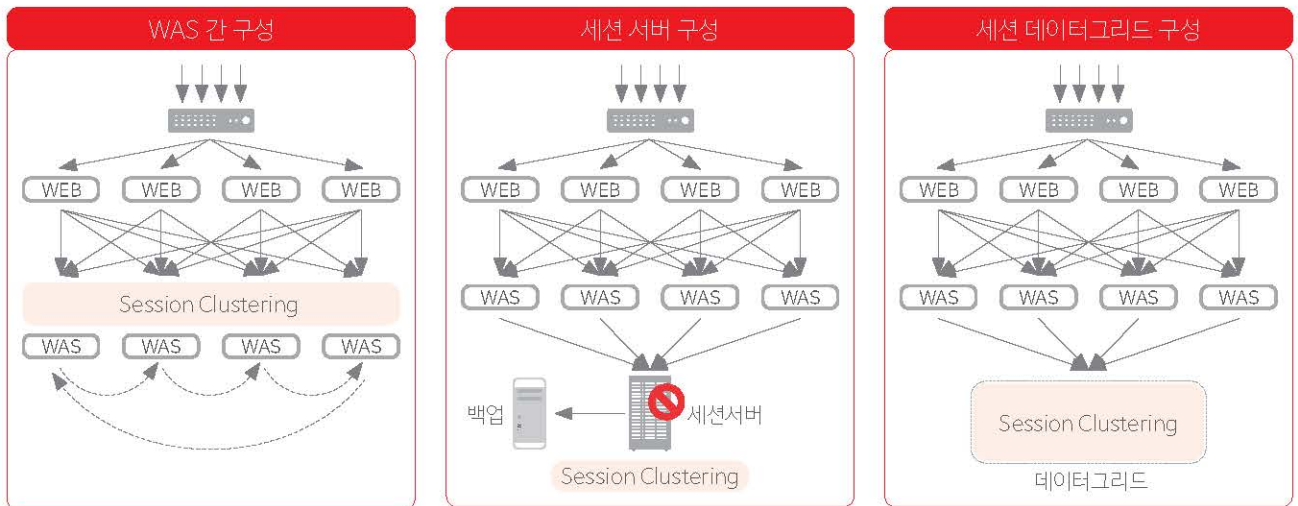 WAS 간 구성
WEB WEB WEB WEB
Session Clustering
WAS WAS WAS WAS
세션 서버 구성
WEB WEB WEB WEB
WAS WAS WAS WAS
백업
세션서버
Session Clustering
세션 데이터그리드 구성
WEB WEB WEB WEB
WAS WAS WAS WAS
Session Clustering
데이터그리드